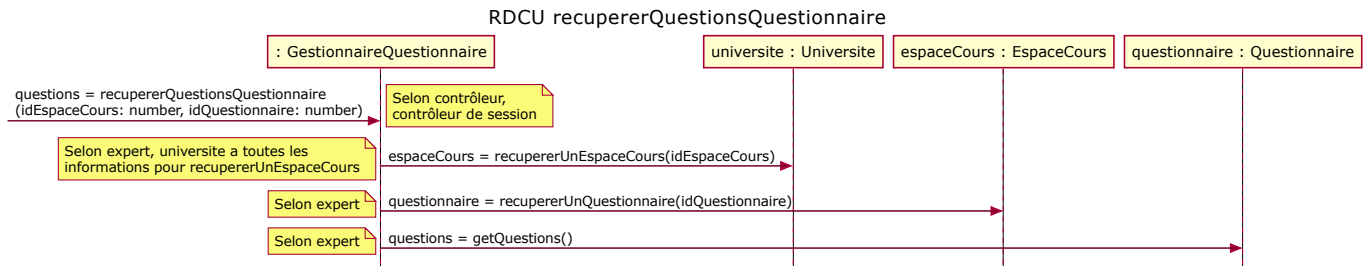 RDCU recupererQuestionsQuestionnaire
: GestionnaireQuestionnaire
universite : Universite
espaceCours : EspaceCours
questionnaire : Questionnaire
questions = recupererQuestionsQuestionnaire
(idEspaceCours: number, idQuestionnaire: number)
Selon contrôleur,
contrôleur de session
Selon expert, universite a toutes les
informations pour recupererUnEspaceCours
espaceCours = recupererUnEspaceCours(idEspaceCours)
Selon expert
questionnaire = recupererUnQuestionnaire(idQuestionnaire)
Selon expert
questions = getQuestions()